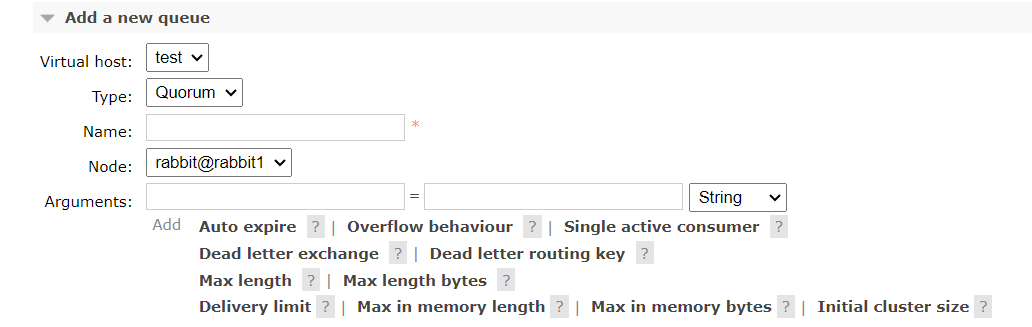 Add a new queue
Virtual host: test
Type: Quorum
Name: *
Node: rabbit@rabbit1
Arguments: = String
Add Auto expire ? | Overflow behaviour ? | Single active consumer ?
Dead letter exchange ? | Dead letter routing key ?
Max length ? | Max length bytes ?
Delivery limit ? | Max in memory length ? | Max in memory bytes ? | Initial cluster size ?